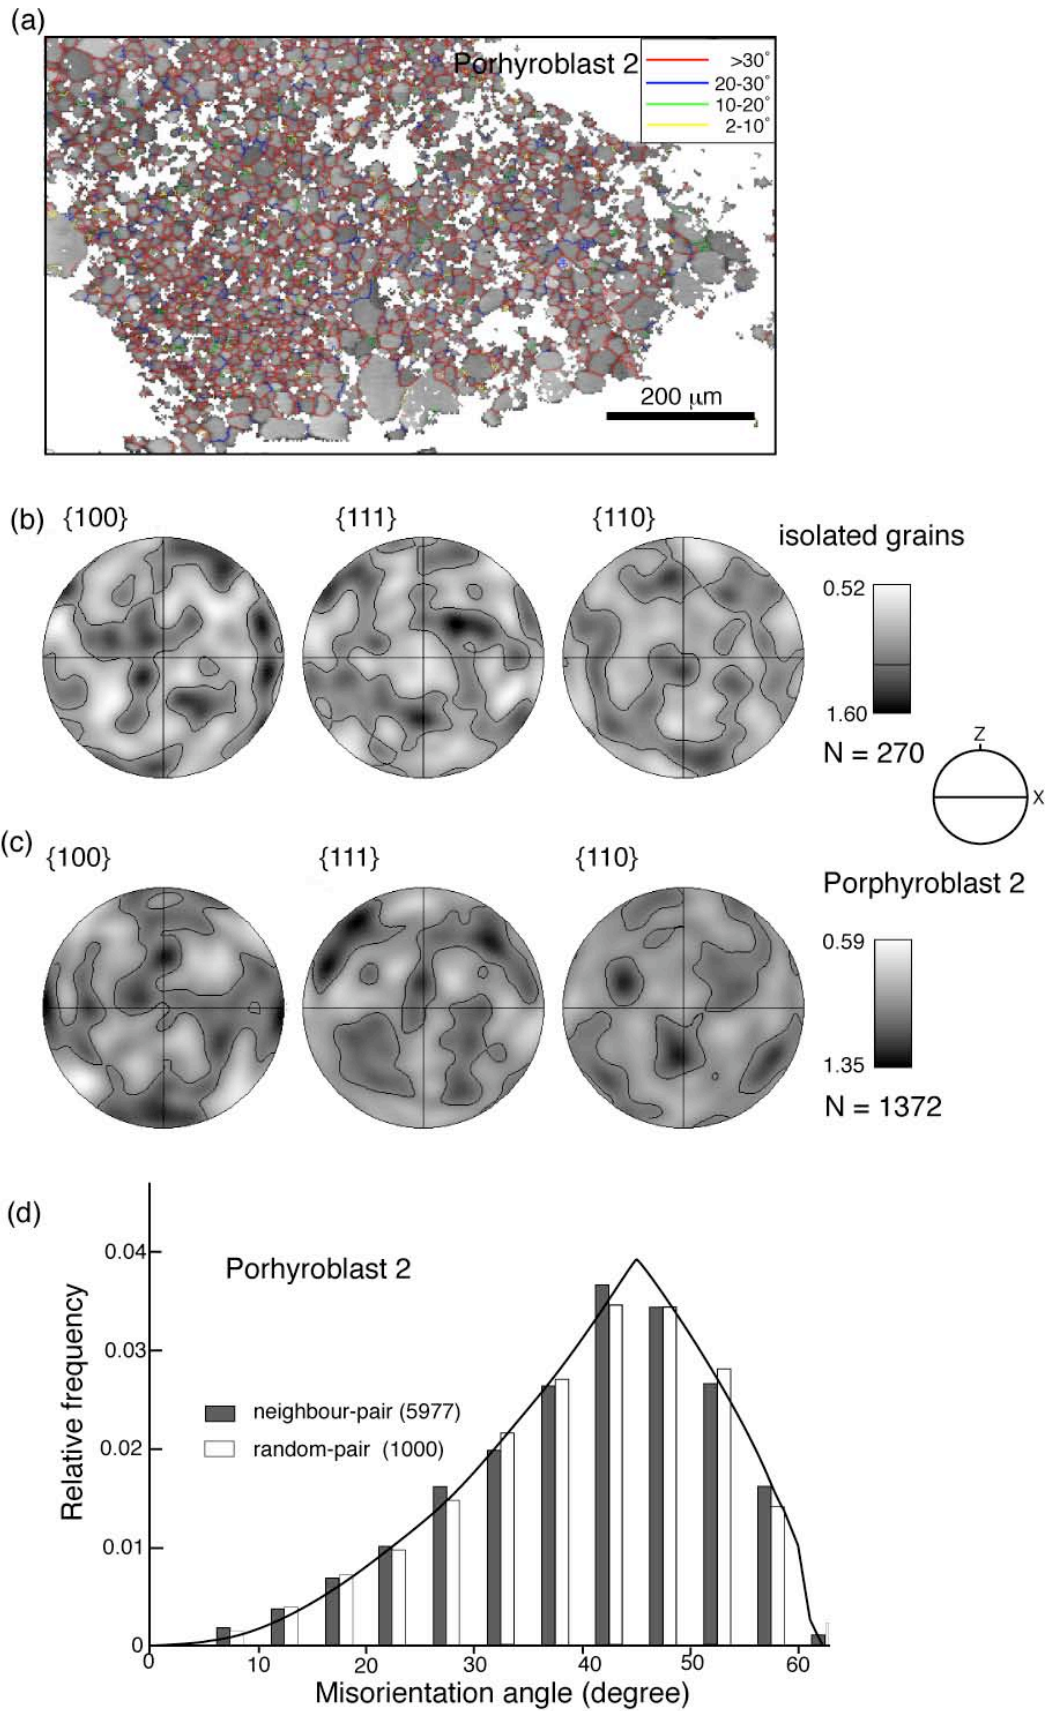 (a)
Porhyroblast 2
>30°
20-30°
10-20°
2-10°
200 μm
(b)
{100}
{111}
{110}
isolated grains
0.52
1.60
N = 270
Z
X
(c)
{100}
{111}
{110}
Porphyroblast 2
0.59
1.35
N = 1372
(d)
Porhyroblast 2
Relative frequency
0.04
0.03
0.02
0.01
0
neighbour-pair (5977)
random-pair (1000)
0 10 20 30 40 50 60
Misorientation angle (degree)